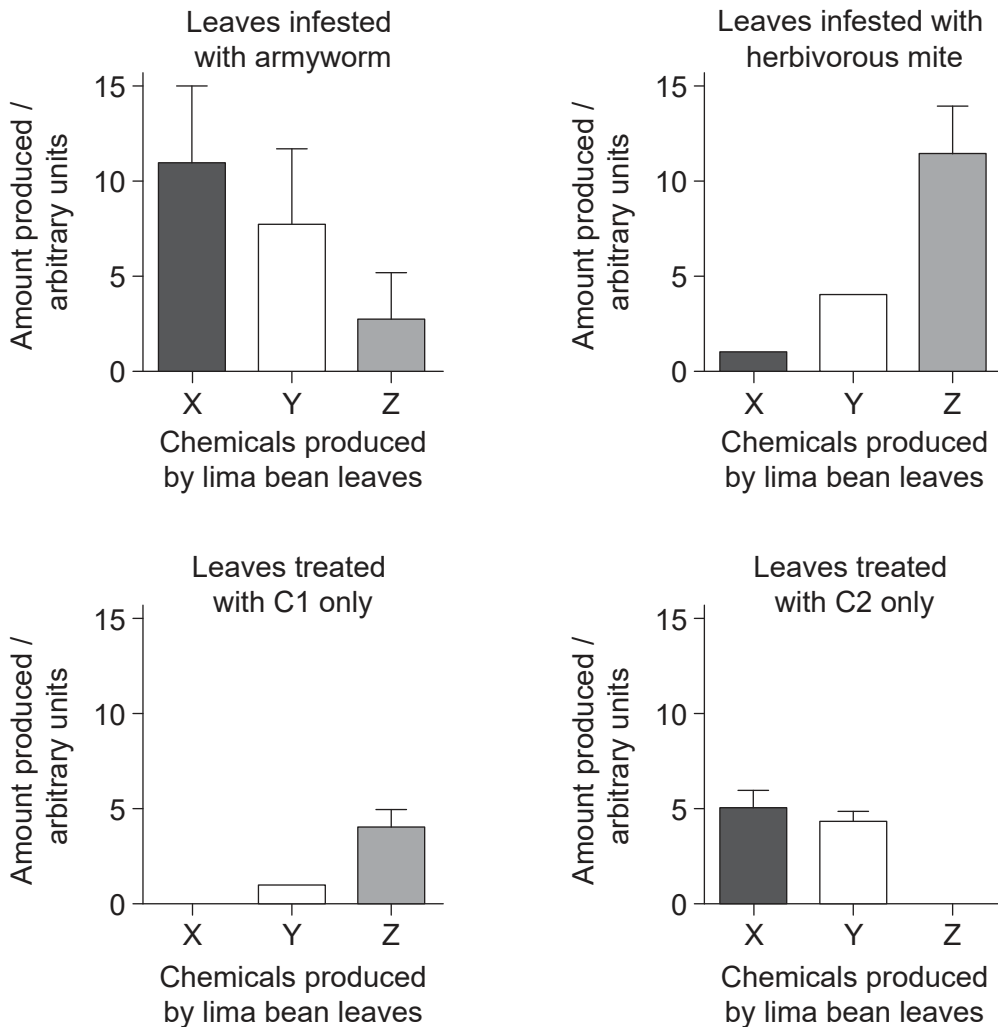 Leaves infested
with armyworm
15
10
5
0
Amount produced /
arbitrary units
X Y Z
Chemicals produced
by lima bean leaves
Leaves infested with
herbivorous mite
15
10
5
0
Amount produced /
arbitrary units
X Y Z
Chemicals produced
by lima bean leaves
Leaves treated
with C1 only
15
10
5
0
Amount produced /
arbitrary units
X Y Z
Chemicals produced
by lima bean leaves
Leaves treated
with C2 only
15
10
5
0
Amount produced /
arbitrary units
X Y Z
Chemicals produced
by lima bean leaves